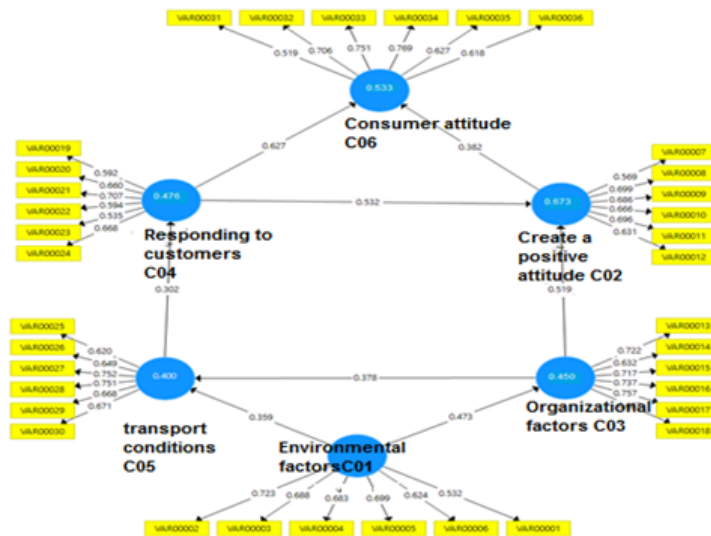 VAR00031 VAR00032 VAR00033 VAR00034 VAR00035 VAR00036
0.519 0.706 0.751 0.769 0.627 0.618
0.533
Consumer attitude
C06
0.627
0.382
VAR00019
VAR00020
VAR00021
VAR00022
VAR00023
VAR00024
0.592
0.660
0.707
0.594
0.535
0.668
0.476
Responding to
customers
C04
0.532
0.673
Create a
positive
attitude C02
0.569
0.699
0.686
0.666
0.696
0.631
VAR00007
VAR00008
VAR00009
VAR00010
VAR00011
VAR00012
0.302
0.519
VAR00025
VAR00026
VAR00027
VAR00028
VAR00029
VAR00030
0.620
0.649
0.752
0.751
0.668
0.671
0.400
transport
conditions
C05
0.378
0.450
Organizational
factors C03
0.722
0.632
0.717
0.737
0.757
VAR00013
VAR00014
VAR00015
VAR00016
VAR00017
VAR00018
0.359
0.473
Environmental
factorsC01
0.723 0.688 0.683 0.699 0.624 0.532
VAR00002 VAR00003 VAR00004 VAR00005 VAR00006 VAR00001